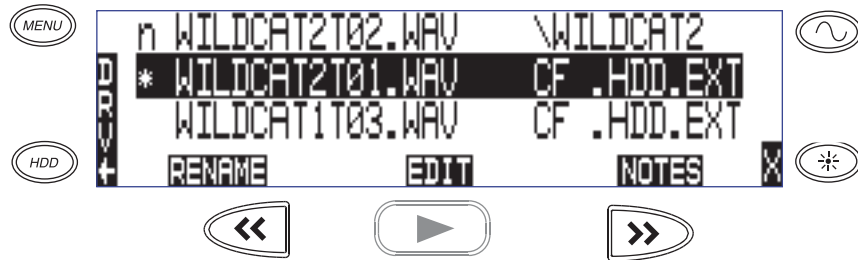 MENU
n WILDCAT2T02.WAV \WILDCAT2
* WILDCAT2T01.WAV CF .HDD.EXT
WILDCAT1T03.WAV CF .HDD.EXT
DRV
HDD
RENAME EDIT NOTES X